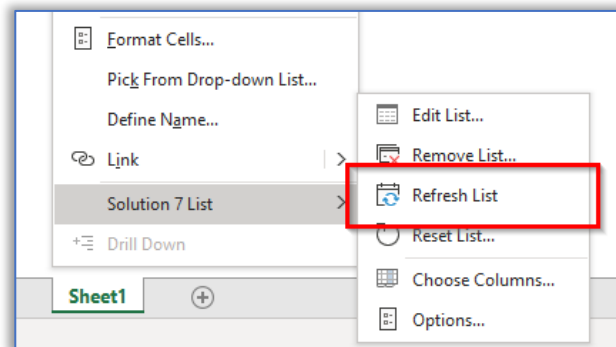 Format Cells...
Pick From Drop-down List...
Define Name...
Link
Solution 7 List
Drill Down
Edit List...
Remove List...
Refresh List
Reset List...
Choose Columns...
Options...
Sheet1